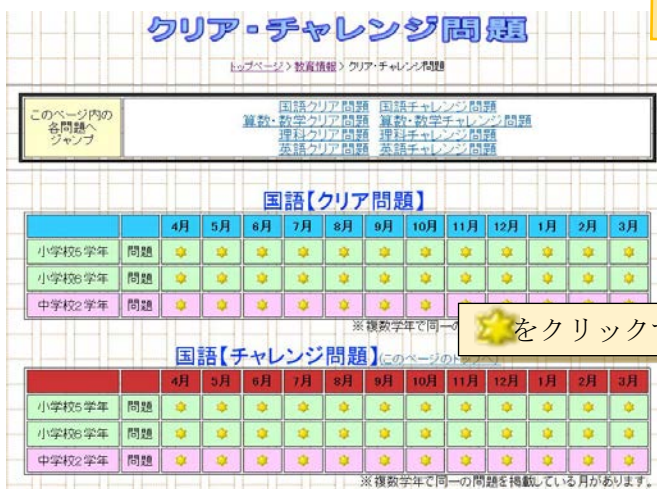 クリア・チャレンジ問題
トップページ > 教育情報 > クリア・チャレンジ問題
このページ内の
各問題へ
ジャンプ
国語クリア問題 国語チャレンジ問題
算数・数学クリア問題 算数・数学チャレンジ問題
理科クリア問題 理科チャレンジ問題
英語クリア問題 英語チャレンジ問題
国語【クリア問題】
4月 5月 6月 7月 8月 9月 10月 11月 12月 1月 2月 3月
小学校5学年 問題
小学校6学年 問題
中学校2学年 問題
※複数学年で同一の
をクリックで
国語【チャレンジ問題】(このページのトップへ)
4月 5月 6月 7月 8月 9月 10月 11月 12月 1月 2月 3月
小学校5学年 問題
小学校6学年 問題
中学校2学年 問題
※複数学年で同一の問題を掲載している月があります。